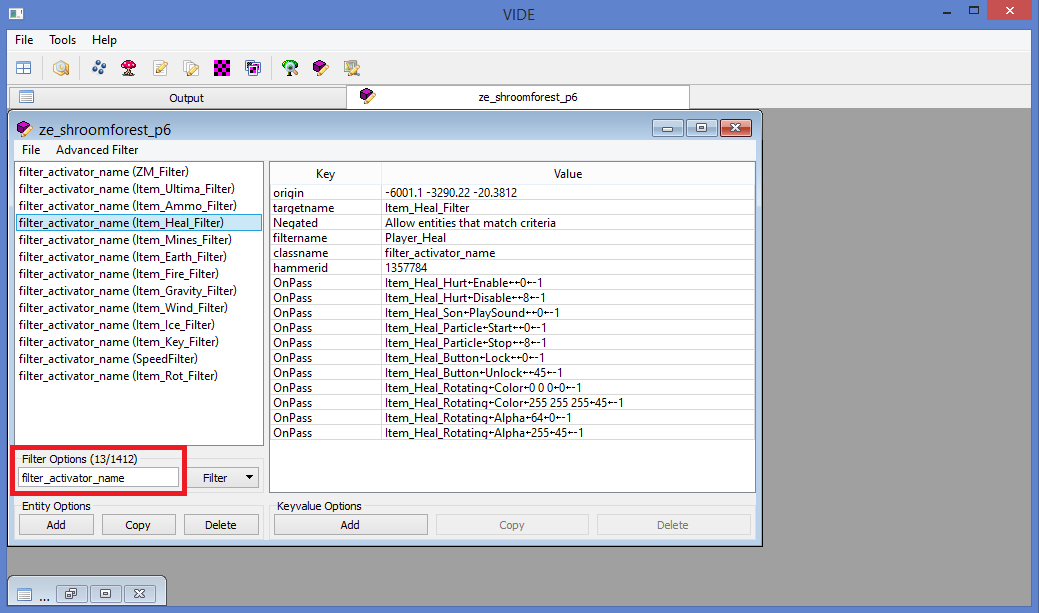 VIDE
File Tools Help
Output
ze_shroomforest_p6
ze_shroomforest_p6
File Advanced Filter
filter_activator_name (ZM_Filter)
filter_activator_name (Item_Ultima_Filter)
filter_activator_name (Item_Ammo_Filter)
filter_activator_name (Item_Heal_Filter)
filter_activator_name (Item_Mines_Filter)
filter_activator_name (Item_Earth_Filter)
filter_activator_name (Item_Fire_Filter)
filter_activator_name (Item_Gravity_Filter)
filter_activator_name (Item_Wind_Filter)
filter_activator_name (Item_Ice_Filter)
filter_activator_name (Item_Key_Filter)
filter_activator_name (SpeedFilter)
filter_activator_name (Item_Rot_Filter)
Key Value
origin -6001.1 -3290.22 -20.3812
targetname Item_Heal_Filter
Negated Allow entities that match criteria
filtername Player_Heal
classname filter_activator_name
hammerid 1357784
OnPass Item_Heal_Hurt←Enable←←0←-1
OnPass Item_Heal_Hurt←Disable←←8←-1
OnPass Item_Heal_Son←PlaySound←←0←-1
OnPass Item_Heal_Particle←Start←←0←-1
OnPass Item_Heal_Particle←Stop←←8←-1
OnPass Item_Heal_Button←Lock←←0←-1
OnPass Item_Heal_Button←Unlock←←45←-1
OnPass Item_Heal_Rotating←Color←0 0 0←0←-1
OnPass Item_Heal_Rotating←Color←255 255 255←45←-1
OnPass Item_Heal_Rotating←Alpha←64←0←-1
OnPass Item_Heal_Rotating←Alpha←255←45←-1
Filter Options (13/1412)
filter_activator_name Filter
Entity Options
Add Copy Delete
Keyvalue Options
Add Copy Delete
...